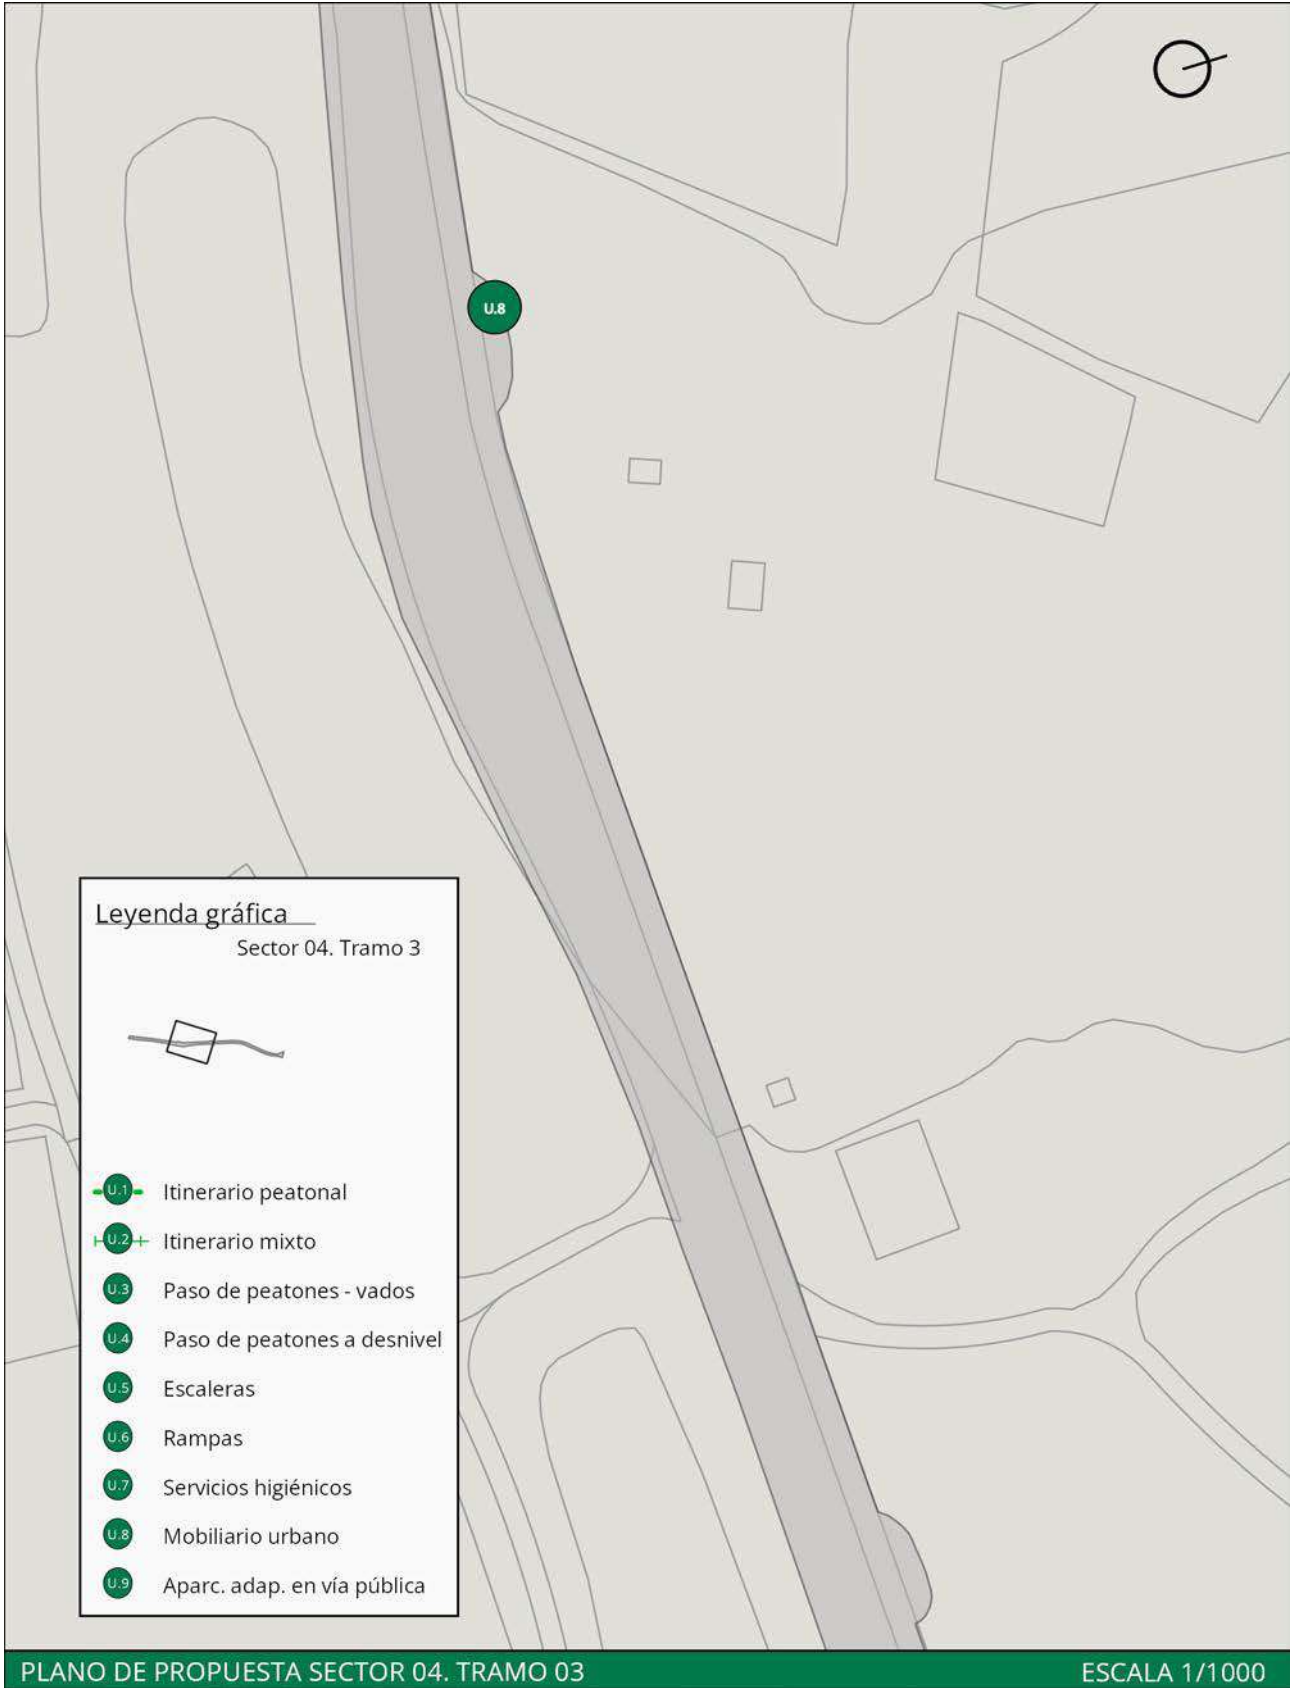 U.8
Leyenda gráfica
Sector 04. Tramo 3
U.1 Itinerario peatonal
U.2 Itinerario mixto
U.3 Paso de peatones - vados
U.4 Paso de peatones a desnivel
U.5 Escaleras
U.6 Rampas
U.7 Servicios higiénicos
U.8 Mobiliario urbano
U.9 Aparc. adap. en vía pública
PLANO DE PROPUESTA SECTOR 04. TRAMO 03 ESCALA 1/1000